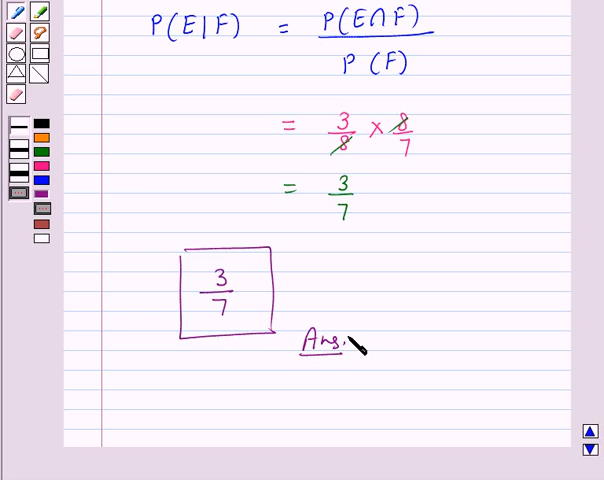 P(E|F) = P(E∩F) / P(F)
= 3/8 × 8/7
= 3/7
3/7
Ans.